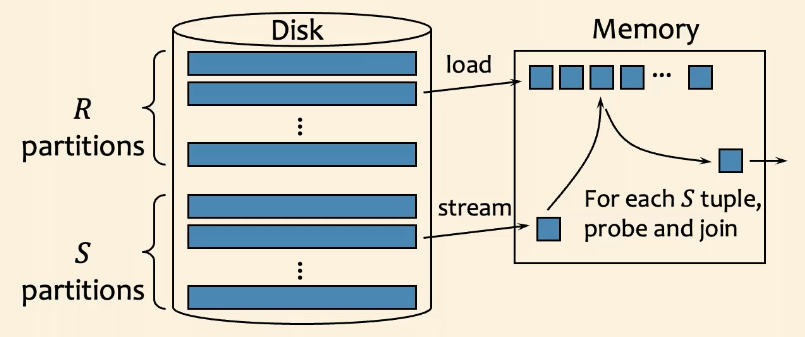 Disk
Memory
load
R
partitions
stream
For each S tuple,
probe and join
S
partitions